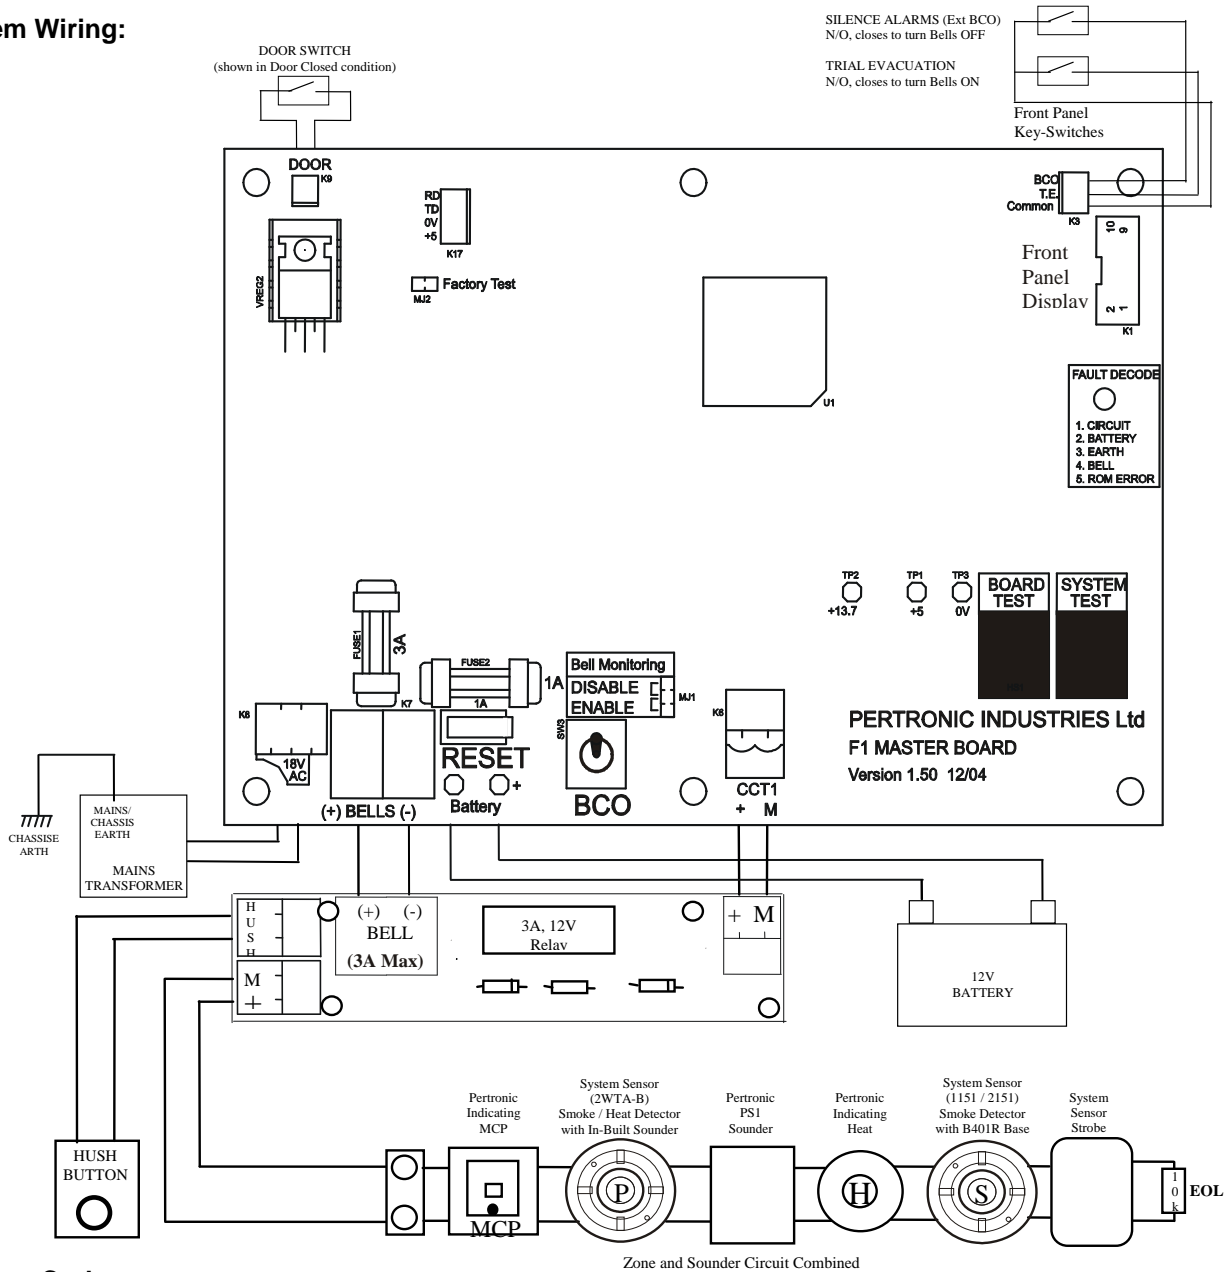 em Wiring:
SILENCE ALARMS (Ext BCO)
N/O, closes to turn Bells OFF
TRIAL EVACUATION
N/O, closes to turn Bells ON
Front Panel
Key-Switches
DOOR SWITCH
(shown in Door Closed condition)
DOOR
K9
VREG2
RD
TD
0V
+5
K17
MJ2
Factory Test
BCO
T.E.
Common
K3
Front
Panel
Display
10
9
2
1
K1
U1
FAULT DECODE
1. CIRCUIT
2. BATTERY
3. EARTH
4. BELL
5. ROM ERROR
TP2
+13.7
TP1
+5
TP3
0V
BOARD
TEST
SYSTEM
TEST
FUSE1
3A
FUSE2
1A
1A
K7
K6
18V
AC
RESET
Battery
+
(+) BELLS (-)
Bell Monitoring
DISABLE
ENABLE
MJ1
SW3
BCO
K6
CCT1
+ M
PERTRONIC INDUSTRIES Ltd
F1 MASTER BOARD
Version 1.50 12/04
CHASSISE
ARTH
MAINS/
CHASSIS
EARTH
MAINS
TRANSFORMER
H
U
S
H
M
+
(+) (-)
BELL
(3A Max)
3A, 12V
Relay
+ M
12V
BATTERY
HUSH
BUTTON
Pertronic
Indicating
MCP
System Sensor
(2WTA-B)
Smoke / Heat Detector
with In-Built Sounder
Pertronic
PS1
Sounder
Pertronic
Indicating
Heat
System Sensor
(1151 / 2151)
Smoke Detector
with B401R Base
System
Sensor
Strobe
MCP
P
H
S
1
0
k
EOL
Zone and Sounder Circuit Combined